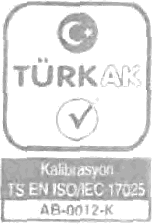 TÜRKAK
Kalibrasyon
TS EN ISO/IEC 17025
AB-0012-K